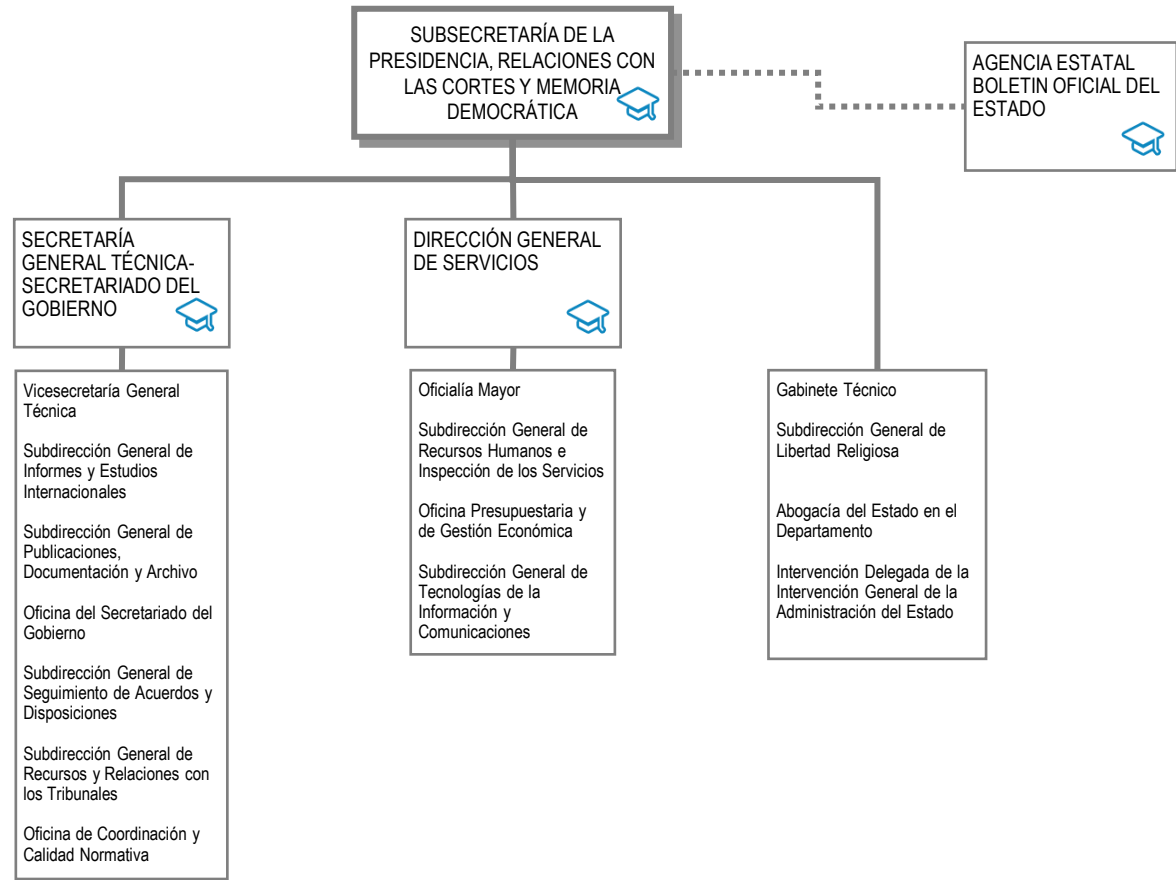 SUBSECRETARÍA DE LA
PRESIDENCIA, RELACIONES CON
LAS CORTES Y MEMORIA
DEMOCRÁTICA
AGENCIA ESTATAL
BOLETIN OFICIAL DEL
ESTADO
SECRETARÍA
GENERAL TÉCNICA-
SECRETARIADO DEL
GOBIERNO
DIRECCIÓN GENERAL
DE SERVICIOS
Vicesecretaría General
Técnica
Subdirección General de
Informes y Estudios
Internacionales
Subdirección General de
Publicaciones,
Documentación y Archivo
Oficina del Secretariado del
Gobierno
Subdirección General de
Seguimiento de Acuerdos y
Disposiciones
Subdirección General de
Recursos y Relaciones con
los Tribunales
Oficina de Coordinación y
Calidad Normativa
Oficialía Mayor
Subdirección General de
Recursos Humanos e
Inspección de los Servicios
Oficina Presupuestaria y
de Gestión Económica
Subdirección General de
Tecnologías de la
Información y
Comunicaciones
Gabinete Técnico
Subdirección General de
Libertad Religiosa
Abogacía del Estado en el
Departamento
Intervención Delegada de la
Intervención General de la
Administración del Estado